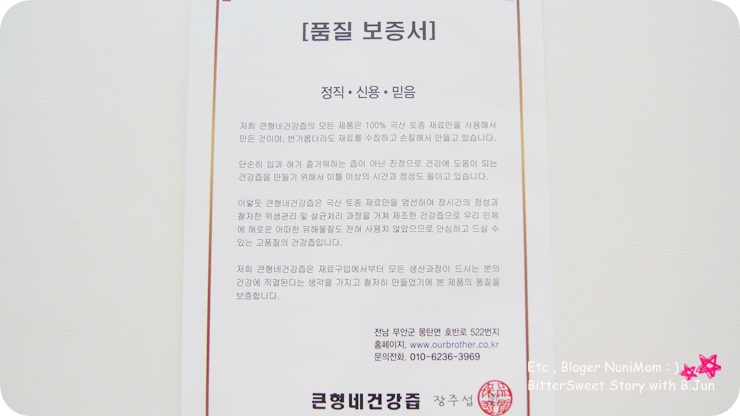 [품질 보증서]
정직 • 신용 • 믿음
저희 큰형네건강즙의 모든 제품은 100% 국산 토종 재료만을 사용해서
만든 것이며, 번거롭더라도 재료를 수집하고 손질해서 만들고 있습니다.
단순히 입과 혀가 즐거워하는 즙이 아닌 진정으로 건강에 도움이 되는
건강즙을 만들기 위해서 이틀 이상의 시간과 정성도 들이고 있습니다.
이렇듯 큰형네건강즙은 국산 토종 재료만을 엄선하여 장시간의 정성과
철저한 위생관리 및 살균처리 과정을 거쳐 제조한 건강즙으로 우리 인체
에 해로운 어떠한 유해물질도 전혀 사용치 않았으므로 안심하고 드실 수
있는 고품질의 건강즙입니다.
저희 큰형네건강즙은 재료구입에서부터 모든 생산과정이 드시는 분의
건강에 직결된다는 생각을 가지고 철저히 만들었기에 본 제품의 품질을
보증합니다.
전남 무안군 몽탄면 호반로 522번지
홈페이지. www.ourbrother.co.kr
문의전화. 010-6236-3969
큰형네건강즙 장주섭
Etc , Bloger NuniMom : )
BitterSweet Story with B.Jun